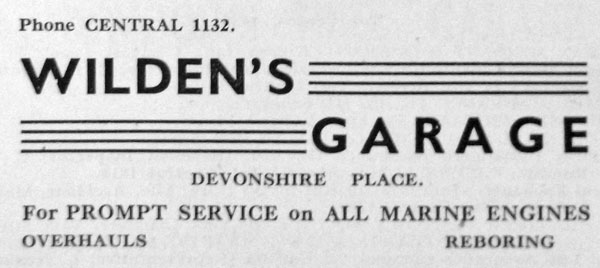 Phone CENTRAL 1132.
WILDEN'S
GARAGE
DEVONSHIRE PLACE.
For PROMPT SERVICE on ALL MARINE ENGINES
OVERHAULS REBORING